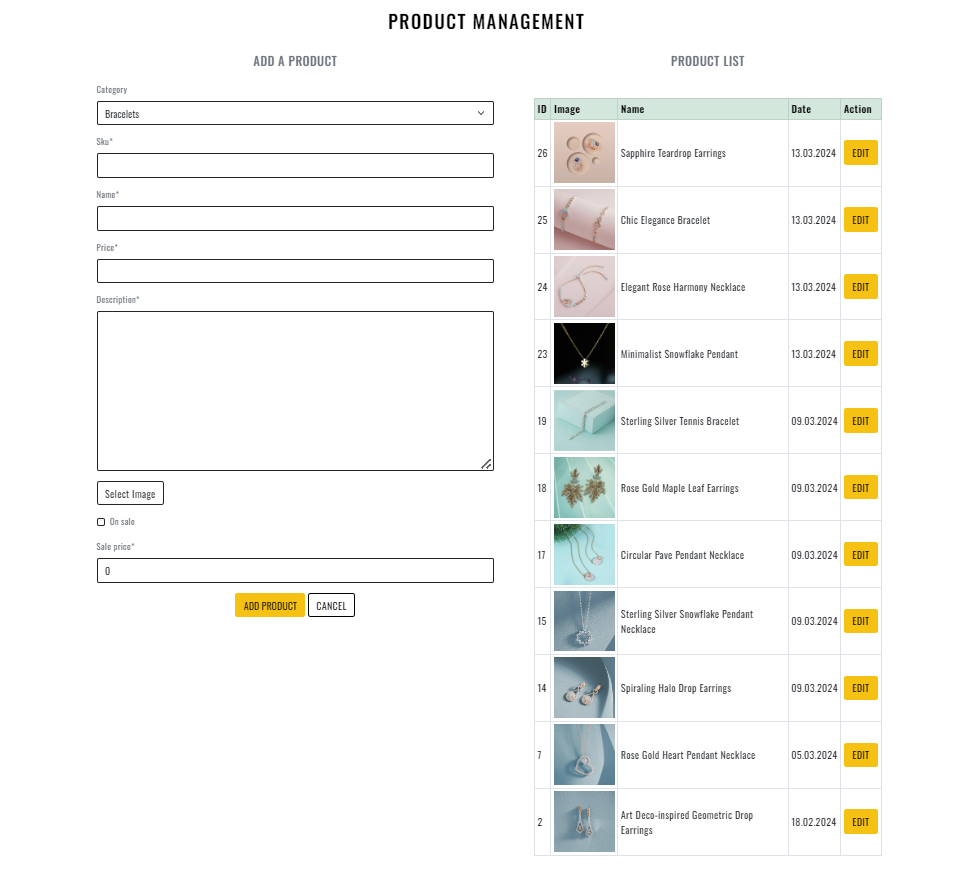 PRODUCT MANAGEMENT
ADD A PRODUCT
Category
Bracelets
Sku*
Name*
Price*
Description*
Select Image
On sale
Sale price*
0
ADD PRODUCT CANCEL
PRODUCT LIST
ID Image Name Date Action
26 Sapphire Teardrop Earrings 13.03.2024 EDIT
25 Chic Elegance Bracelet 13.03.2024 EDIT
24 Elegant Rose Harmony Necklace 13.03.2024 EDIT
23 Minimalist Snowflake Pendant 13.03.2024 EDIT
19 Sterling Silver Tennis Bracelet 09.03.2024 EDIT
18 Rose Gold Maple Leaf Earrings 09.03.2024 EDIT
17 Circular Pave Pendant Necklace 09.03.2024 EDIT
15 Sterling Silver Snowflake Pendant
Necklace 09.03.2024 EDIT
14 Spiraling Halo Drop Earrings 09.03.2024 EDIT
7 Rose Gold Heart Pendant Necklace 05.03.2024 EDIT
2 Art Deco-inspired Geometric Drop
Earrings 18.02.2024 EDIT